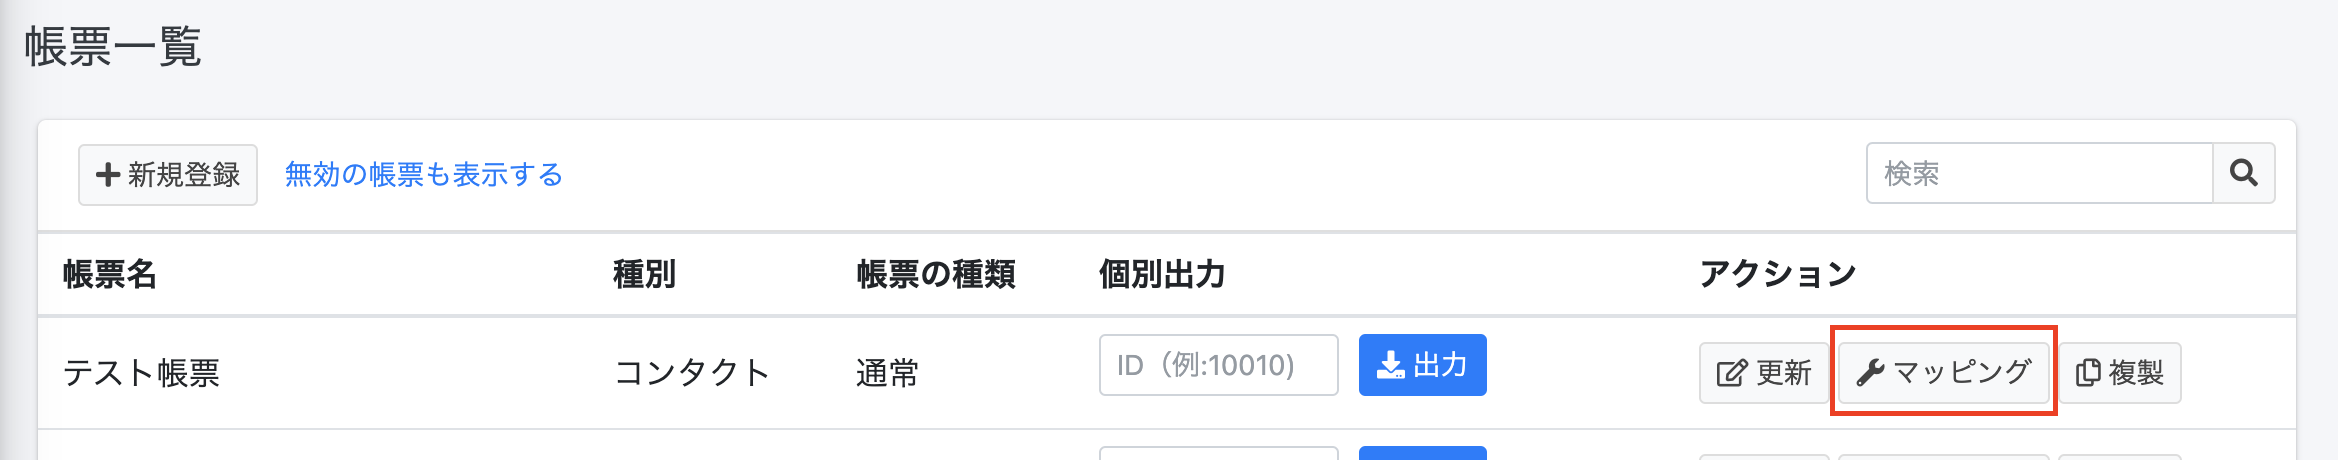 帳票一覧
新規登録 無効の帳票も表示する 検索
帳票名 種別 帳票の種類 個別出力 アクション
テスト帳票 コンタクト 通常 ID（例:10010) 出力 更新 マッピング 複製